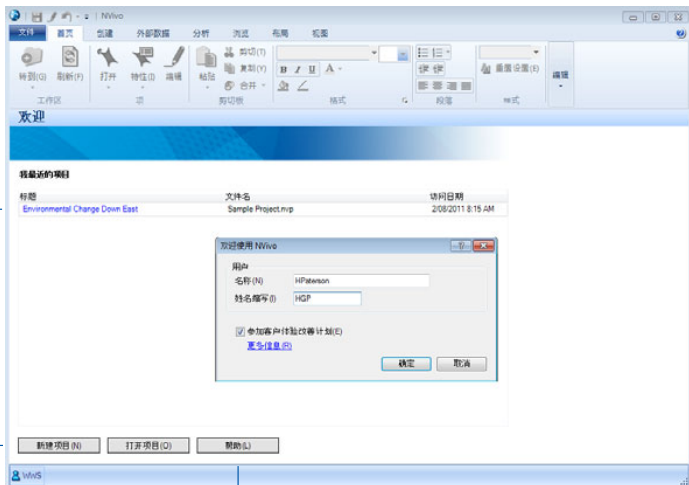 NVivo
文件 首页 创建 外部数据 分析 浏览 布局 视图
剪切(T)
转到(G) 刷新(F) 打开 特性(I) 编辑 粘贴 复制(Y) B I U A 重置设置(E) 编辑
合并
工作区 项 剪切板 格式 段落 样式
欢迎
我最近的项目
标题 文件名 访问日期
Environmental Change Down East Sample Project.nvp 2/08/2011 8:15 AM
欢迎使用 NVivo
用户
名称(N) HPaterson
姓名缩写(I) HGP
参加客户体验改善计划(E)
更多信息(R)
确定 取消
新建项目(N) 打开项目(O) 帮助(L)
WWS